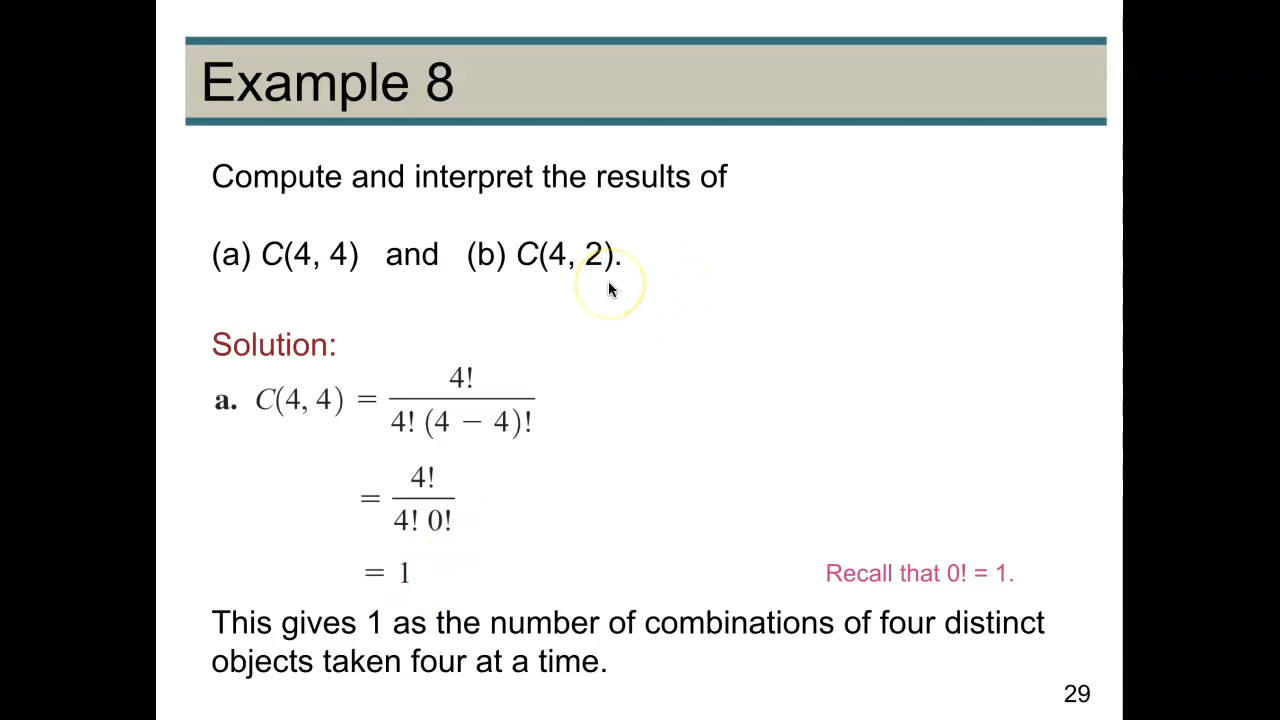 Example 8
Compute and interpret the results of
(a) C(4, 4) and (b) C(4, 2).
Solution:
a. C(4, 4) = 4! / 4! (4 − 4)!
= 4! / 4! 0!
= 1 Recall that 0! = 1.
This gives 1 as the number of combinations of four distinct
objects taken four at a time.
29